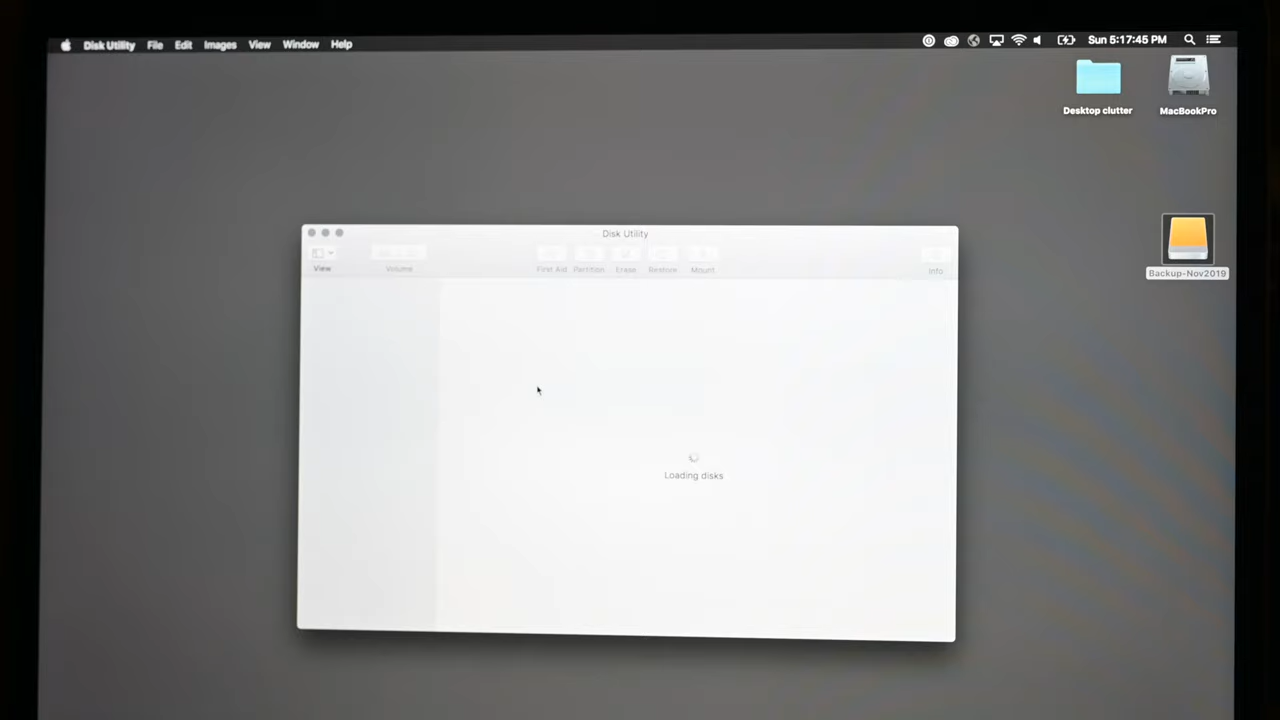 Disk Utility File Edit Images View Window Help
Sun 5:17:45 PM
Desktop clutter
MacBookPro
Disk Utility
View
Volume
First Aid
Partition
Erase
Restore
Mount
Info
Backup-Nov2019
Loading disks